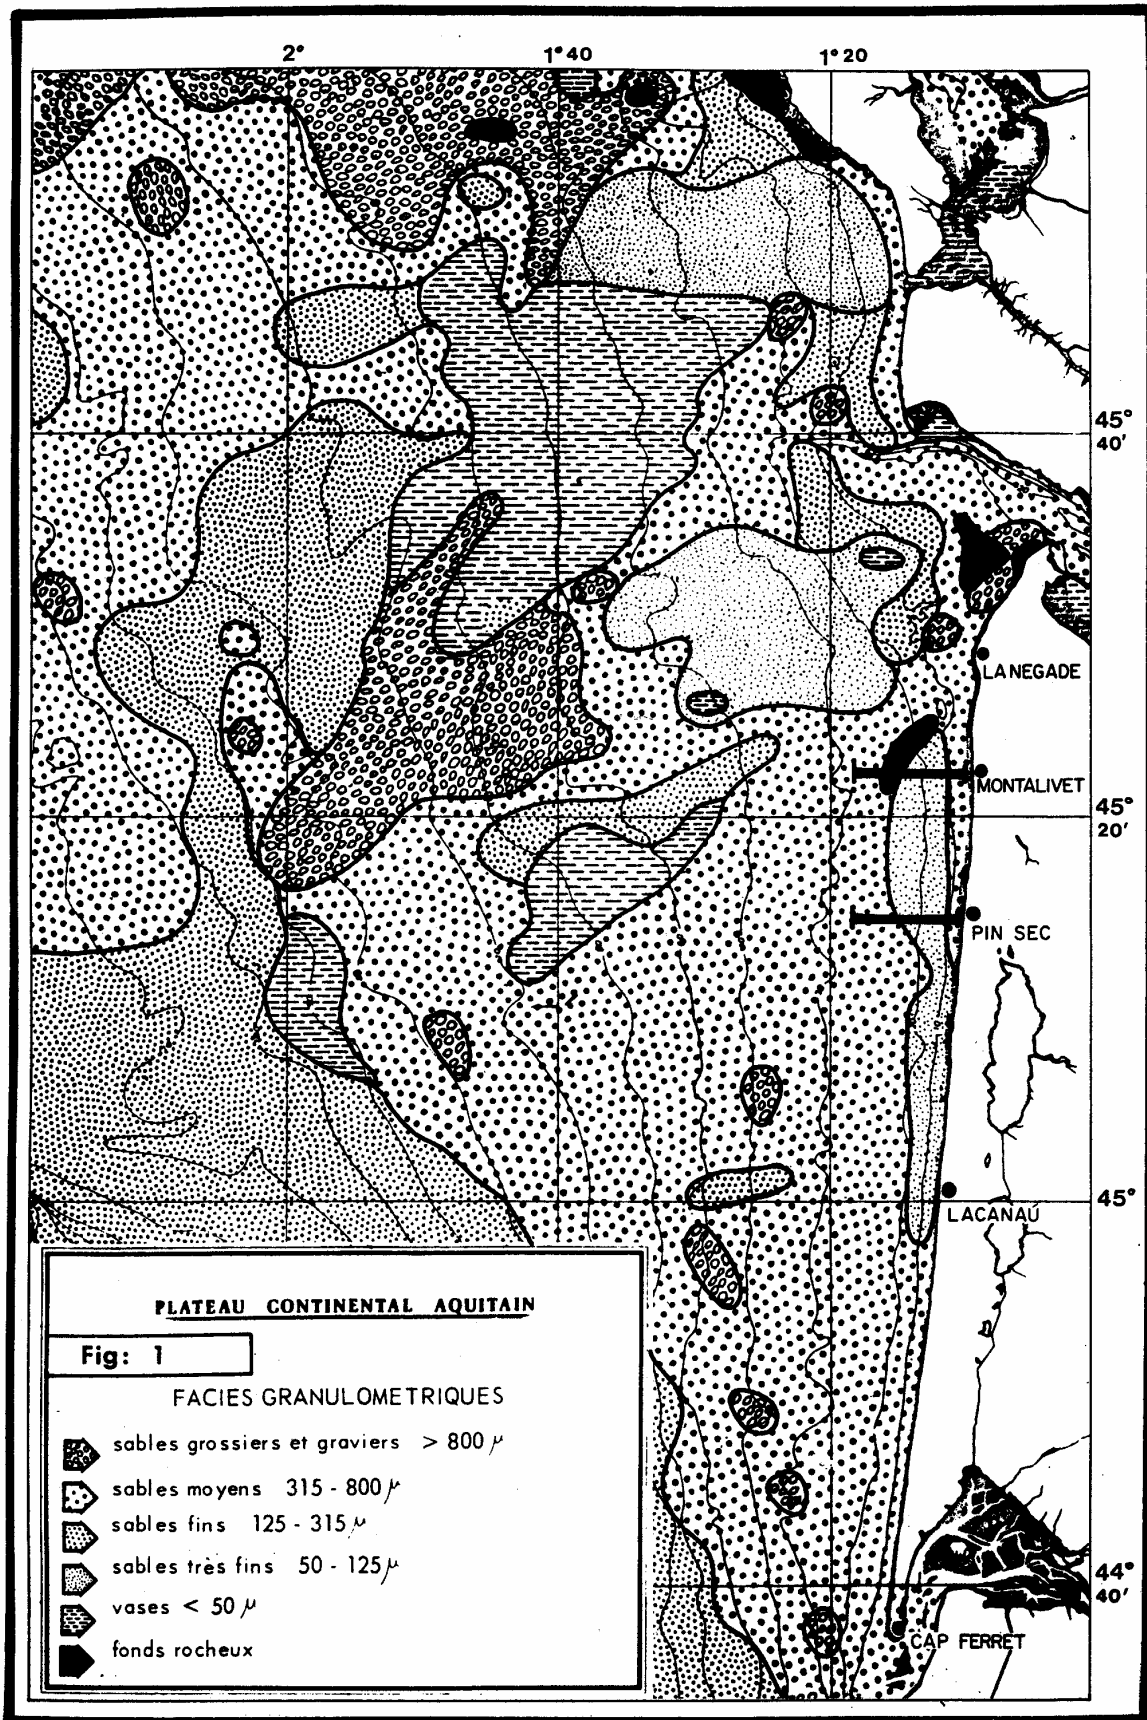 2° 1°40 1°20
45°
40'
LA NEGADE
MONTALIVET
45°
20'
PIN SEC
45°
LACANAU
PLATEAU CONTINENTAL AQUITAIN
Fig: 1
FACIES GRANULOMETRIQUES
sables grossiers et graviers > 800 μ
sables moyens 315 - 800 μ
sables fins 125 - 315 μ
sables très fins 50 - 125 μ
vases < 50 μ
fonds rocheux
44°
40'
CAP FERRET